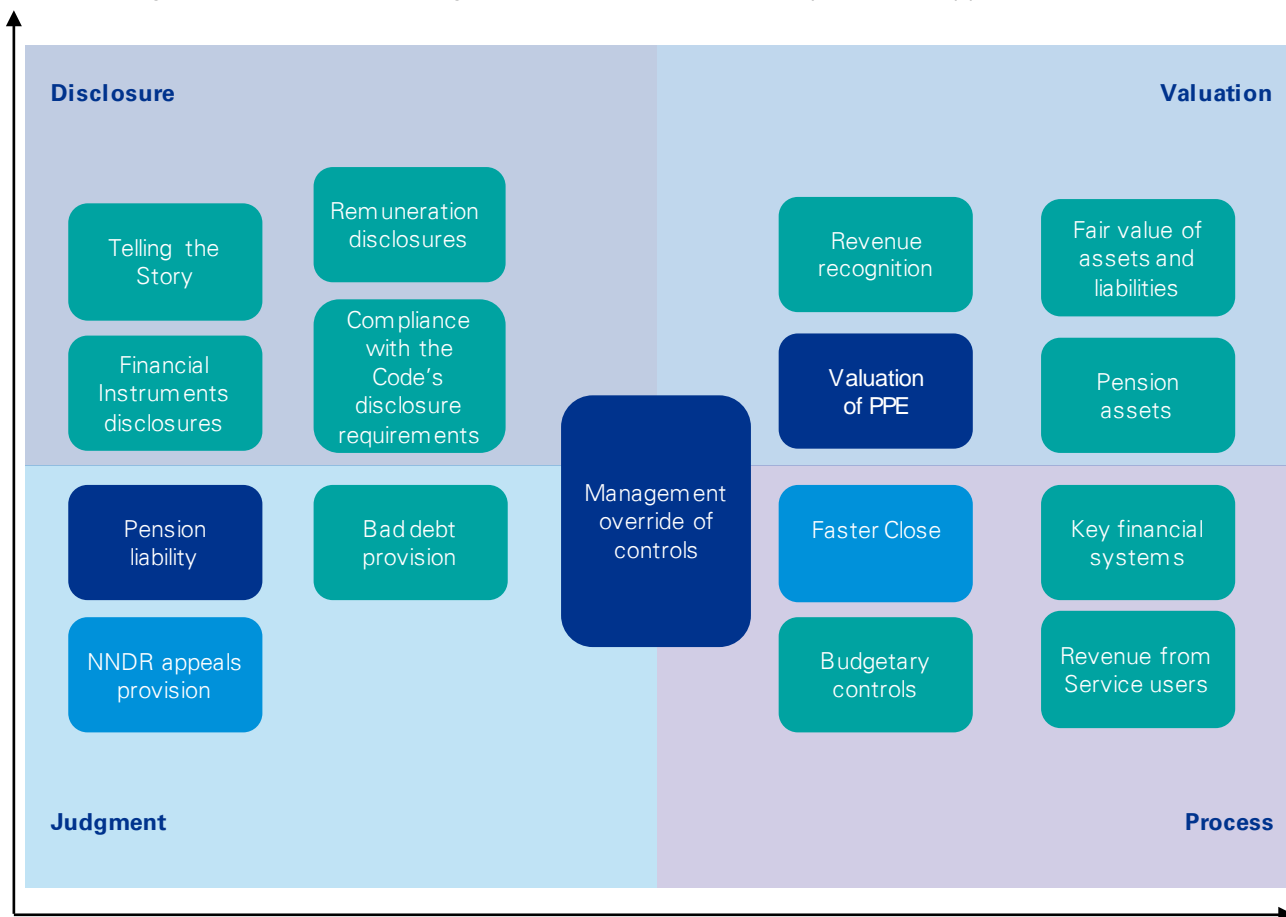 Disclosure
Valuation
Telling the
Story
Remuneration
disclosures
Financial
Instruments
disclosures
Compliance
with the
Code's
disclosure
requirements
Revenue
recognition
Fair value of
assets and
liabilities
Valuation
of PPE
Pension
assets
Management
override of
controls
Pension
liability
Bad debt
provision
NNDR appeals
provision
Faster Close
Key financial
systems
Budgetary
controls
Revenue from
Service users
Judgment
Process